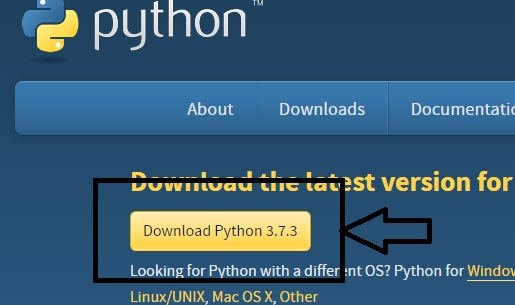 python™
About Downloads Documentatio
Download the latest version for
Download Python 3.7.3
Looking for Python with a different OS? Python for Window
Linux/UNIX, Mac OS X, Other